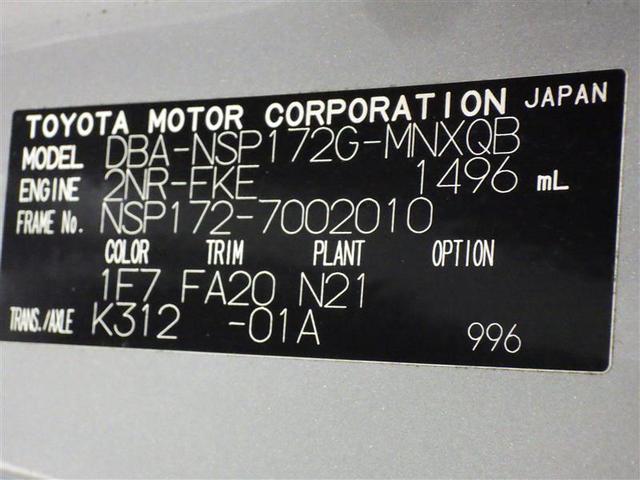 TOYOTA MOTOR CORPORATION JAPAN
MODEL DBA-NSP172G-MNXQB
ENGINE 2NR-FKE 1496 mL
FRAME No. NSP172-7002010
COLOR TRIM PLANT OPTION
1F7 FA20 N21
TRANS./AXLE K312 -01A 996